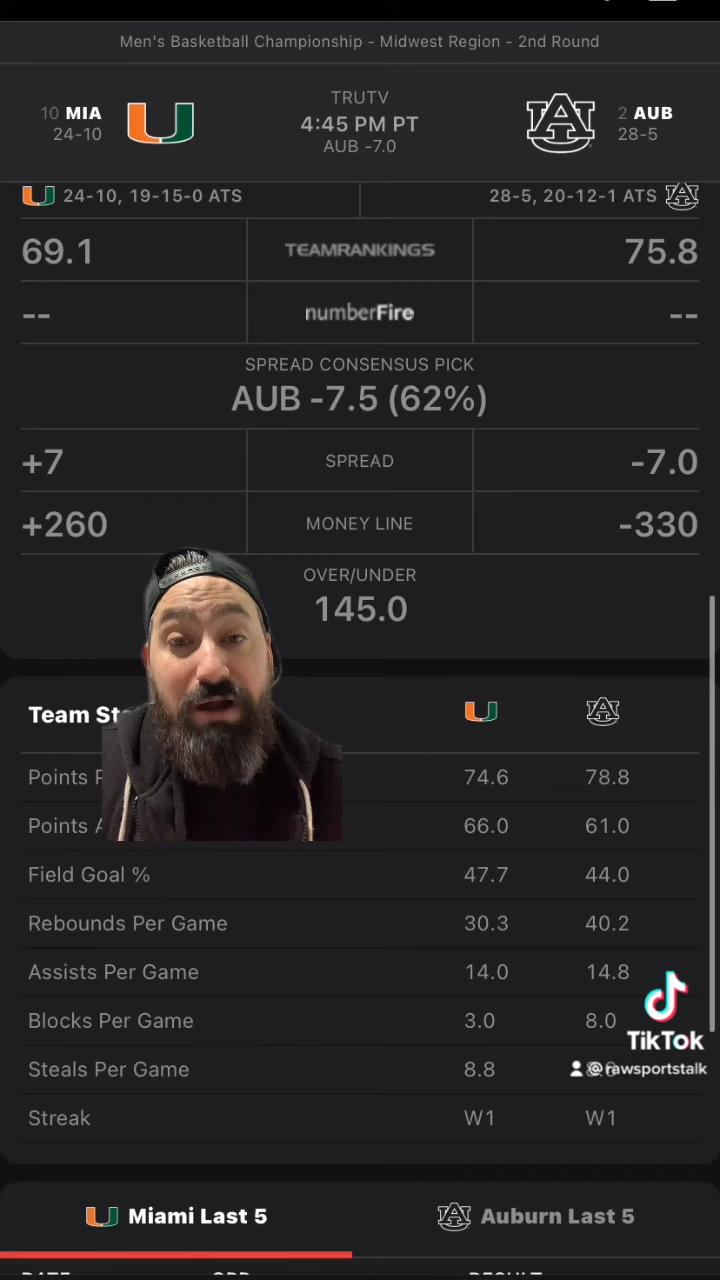 Men's Basketball Championship - Midwest Region - 2nd Round
10 MIA
24-10
TRUTV
4:45 PM PT
AUB -7.0
2 AUB
28-5
24-10, 19-15-0 ATS
28-5, 20-12-1 ATS
69.1 TEAMRANKINGS 75.8
-- numberFire --
SPREAD CONSENSUS PICK
AUB -7.5 (62%)
+7 SPREAD -7.0
+260 MONEY LINE -330
OVER/UNDER
145.0
Team
Points 74.6 78.8
Points 66.0 61.0
Field Goal % 47.7 44.0
Rebounds Per Game 30.3 40.2
Assists Per Game 14.0 14.8
Blocks Per Game 3.0 8.0
Steals Per Game 8.8
TikTok
@rawsportstalk
Streak W1 W1
Miami Last 5
Auburn Last 5